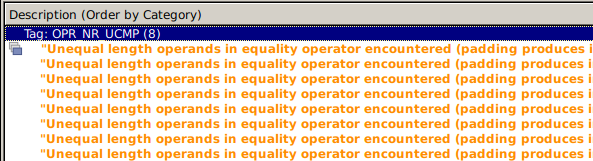 Description (Order by Category)
Tag: OPR_NR_UCMP (8)
"Unequal length operands in equality operator encountered (padding produces i
"Unequal length operands in equality operator encountered (padding produces i
"Unequal length operands in equality operator encountered (padding produces i
"Unequal length operands in equality operator encountered (padding produces i
"Unequal length operands in equality operator encountered (padding produces i
"Unequal length operands in equality operator encountered (padding produces i
"Unequal length operands in equality operator encountered (padding produces i
"Unequal length operands in equality operator encountered (padding produces i